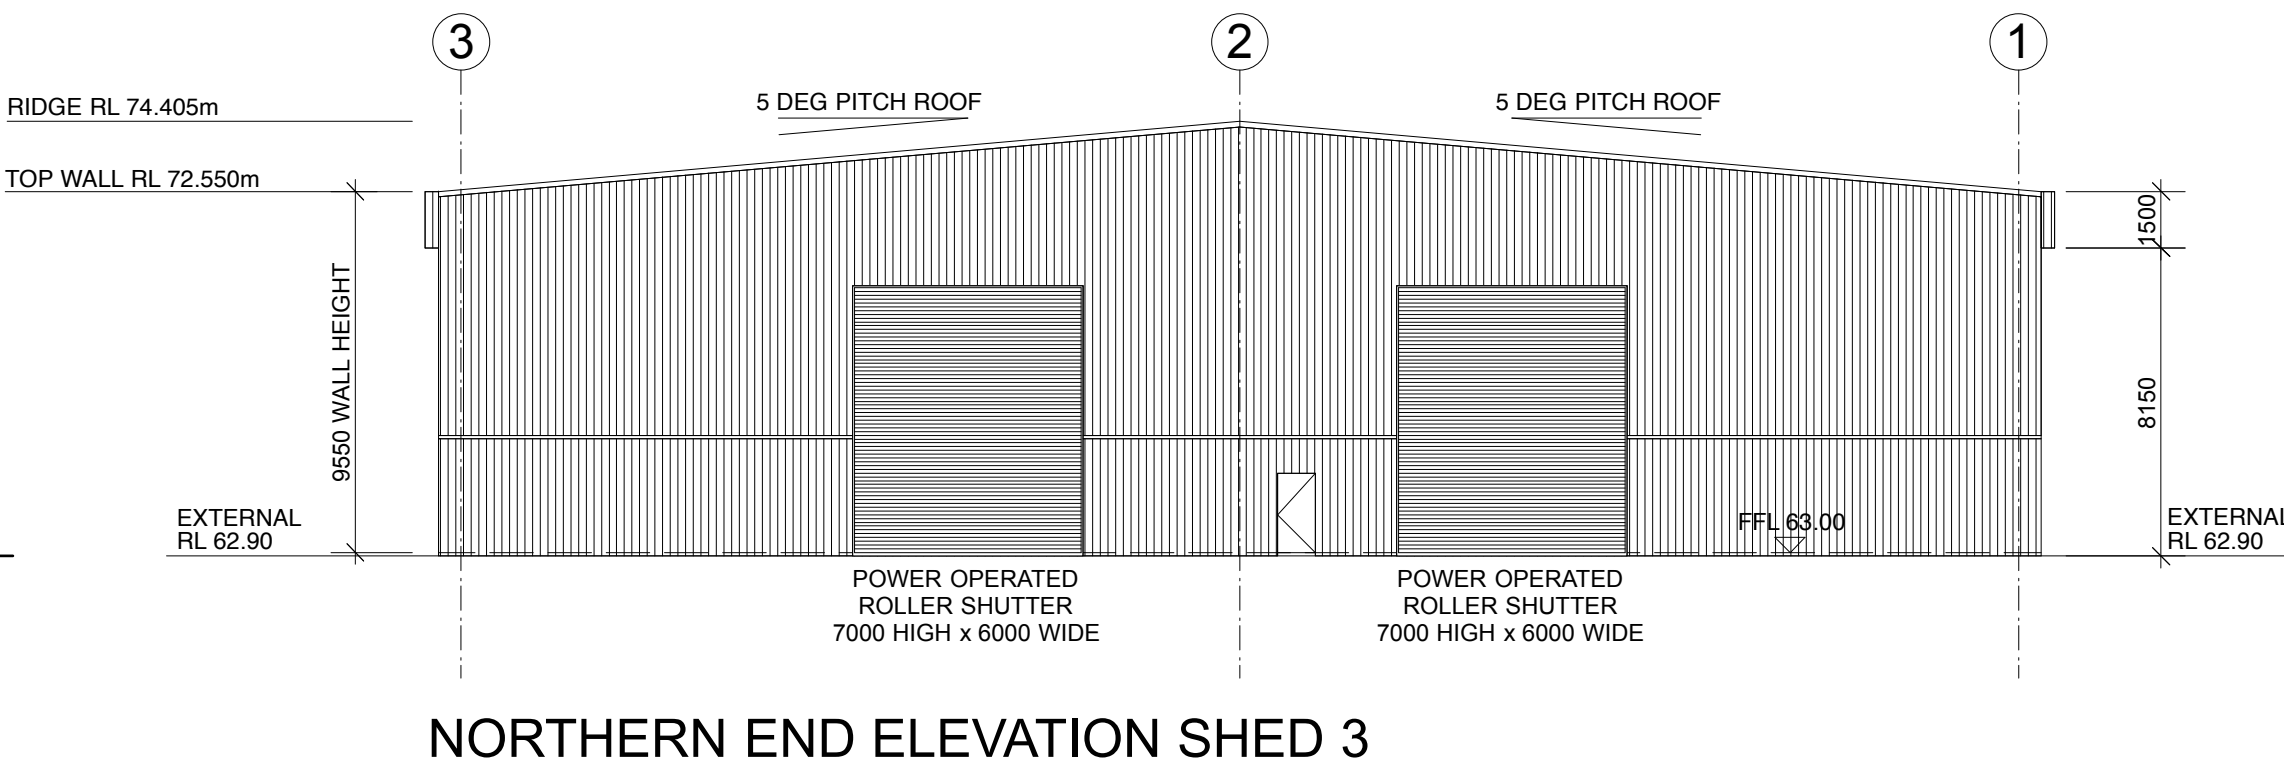 3
2
1
RIDGE RL 74.405m
5 DEG PITCH ROOF
5 DEG PITCH ROOF
TOP WALL RL 72.550m
1500
9550 WALL HEIGHT
8150
EXTERNAL
RL 62.90
FFL 63.00
EXTERNAL
RL 62.90
POWER OPERATED
ROLLER SHUTTER
7000 HIGH x 6000 WIDE
POWER OPERATED
ROLLER SHUTTER
7000 HIGH x 6000 WIDE
NORTHERN END ELEVATION SHED 3